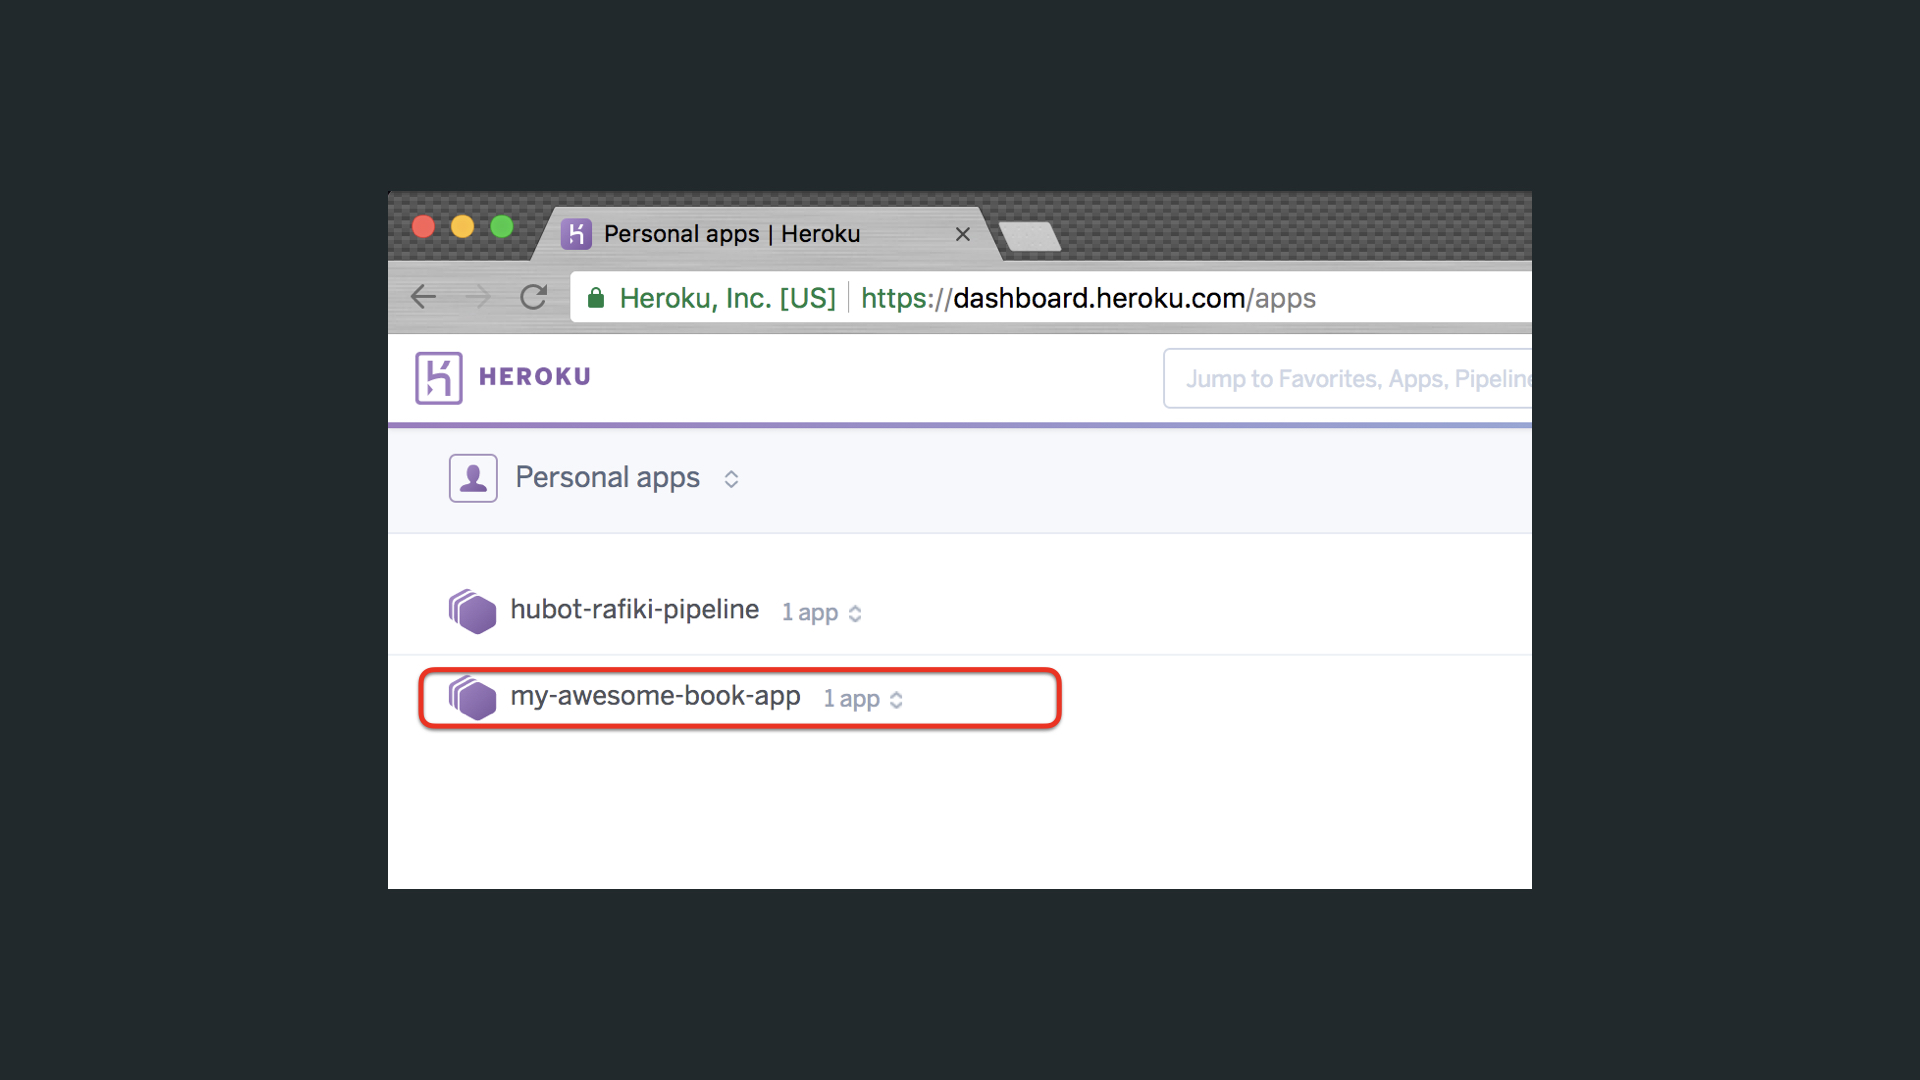 Personal apps | Heroku
Heroku, Inc. [US] https://dashboard.heroku.com/apps
HEROKU
Jump to Favorites, Apps, Pipeline
Personal apps
hubot-rafiki-pipeline 1 app
my-awesome-book-app 1 app